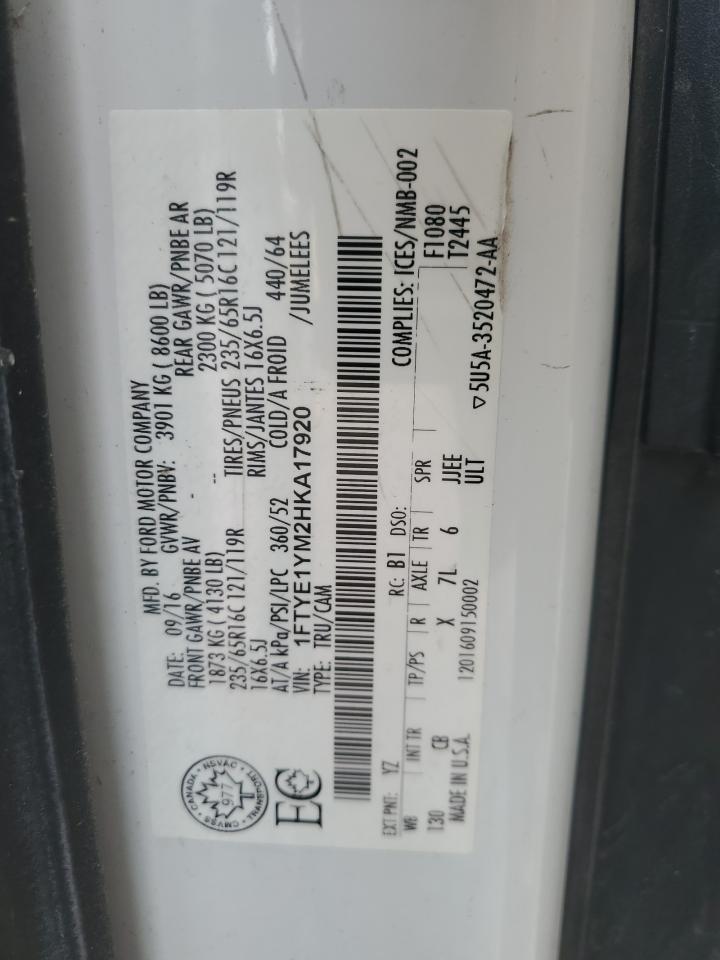 MFD. BY FORD MOTOR COMPANY
DATE: 09/16 GVWR/PNBV: 3901 KG ( 8600 LB)
FRONT GAWR/PNBE AV - REAR GAWR/PNBE AR
1873 KG ( 4130 LB) -- 2300 KG ( 5070 LB)
235/65R16C 121/119R TIRES/PNEUS 235/65R16C 121/119R
16X6.5J RIMS/JANTES 16X6.5J
AT/A kPa/PSI/LPC 360/52 COLD/A FROID 440/64
VIN: 1FTYE1YM2HKA17920 /JUMELEES
TYPE: TRU/CAM
CANADA NSVAC TRANSPORT CMVSS
977
EC
EXT PNT: YZ RC: B1 DSO: COMPLIES: ICES/NMB-002
WB INT TR TP/PS R AXLE TR SPR F1080
130 CB X 7L 6 JJEE T2445
MADE IN U.S.A. 1201609150002 ULT ▽5U5A-3520472-AA